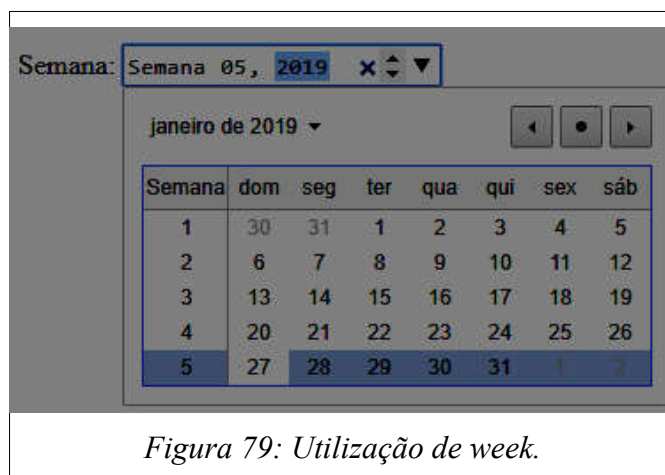 Semana: Semana 05, 2019
janeiro de 2019
Semana dom seg ter qua qui sex sáb
1 30 31 1 2 3 4 5
2 6 7 8 9 10 11 12
3 13 14 15 16 17 18 19
4 20 21 22 23 24 25 26
5 27 28 29 30 31 1 2
Figura 79: Utilização de week.